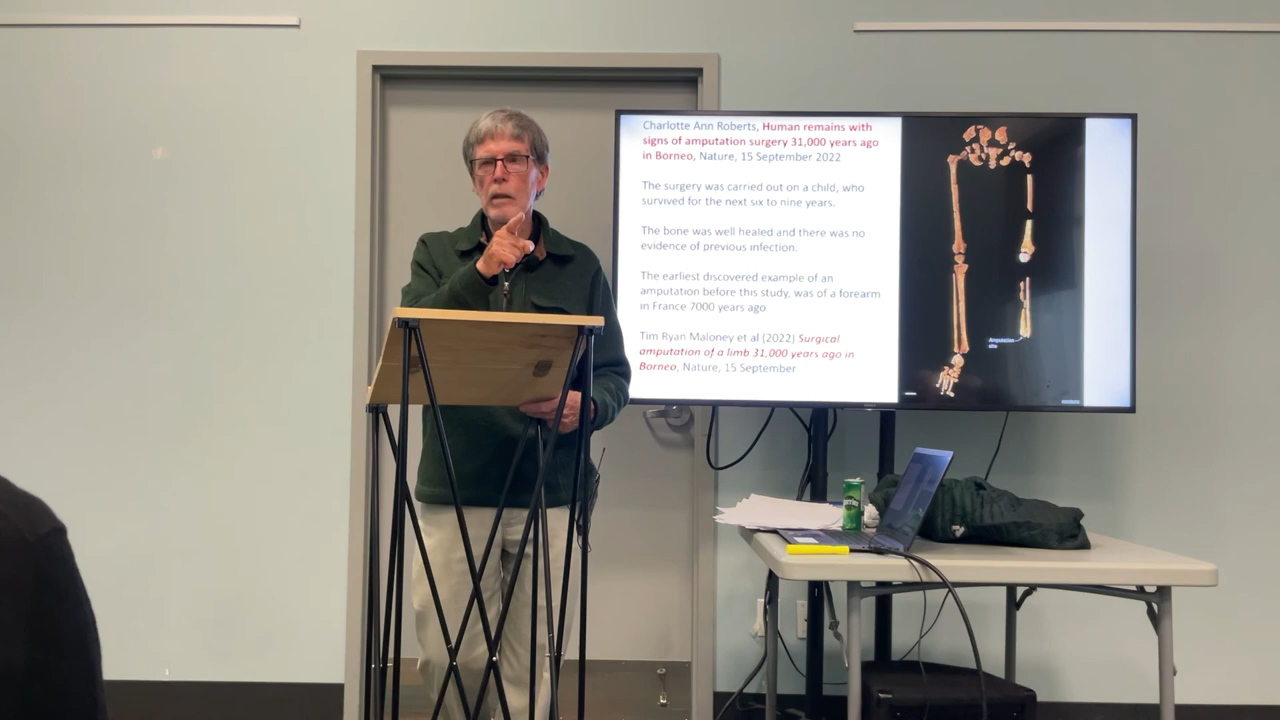 Charlotte Ann Roberts, Human remains with
signs of amputation surgery 31,000 years ago
in Borneo, Nature, 15 September 2022
The surgery was carried out on a child, who
survived for the next six to nine years.
The bone was well healed and there was no
evidence of previous infection.
The earliest discovered example of an
amputation before this study, was of a forearm
in France 7000 years ago
Tim Ryan Maloney et al (2022) Surgical
amputation of a limb 31,000 years ago in
Borneo, Nature, 15 September
Amputation
site
perrier